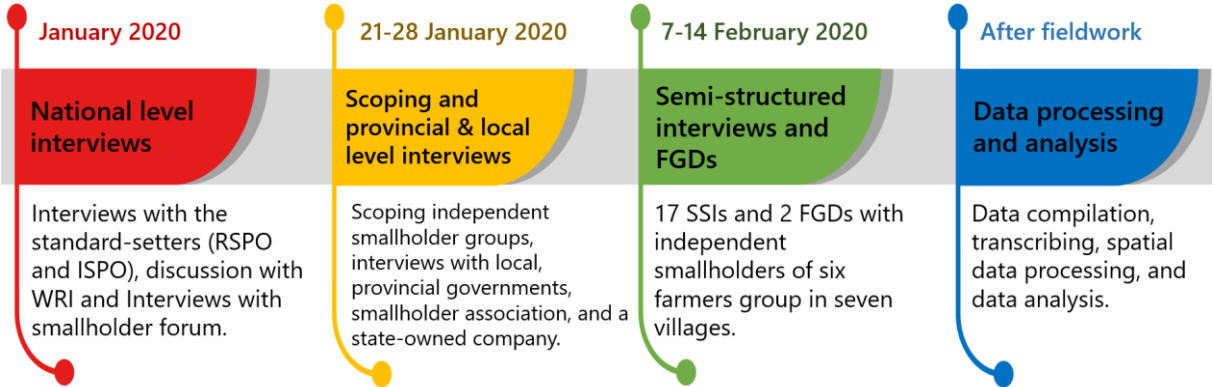 January 2020
National level
interviews
Interviews with the
standard-setters (RSPO
and ISPO), discussion with
WRI and Interviews with
smallholder forum.
21-28 January 2020
Scoping and
provincial & local
level interviews
Scoping independent
smallholder groups,
interviews with local,
provincial governments,
smallholder association, and a
state-owned company.
7-14 February 2020
Semi-structured
interviews and
FGDs
17 SSIs and 2 FGDs with
independent
smallholders of six
farmers group in seven
villages.
After fieldwork
Data processing
and analysis
Data compilation,
transcribing, spatial
data processing, and
data analysis.